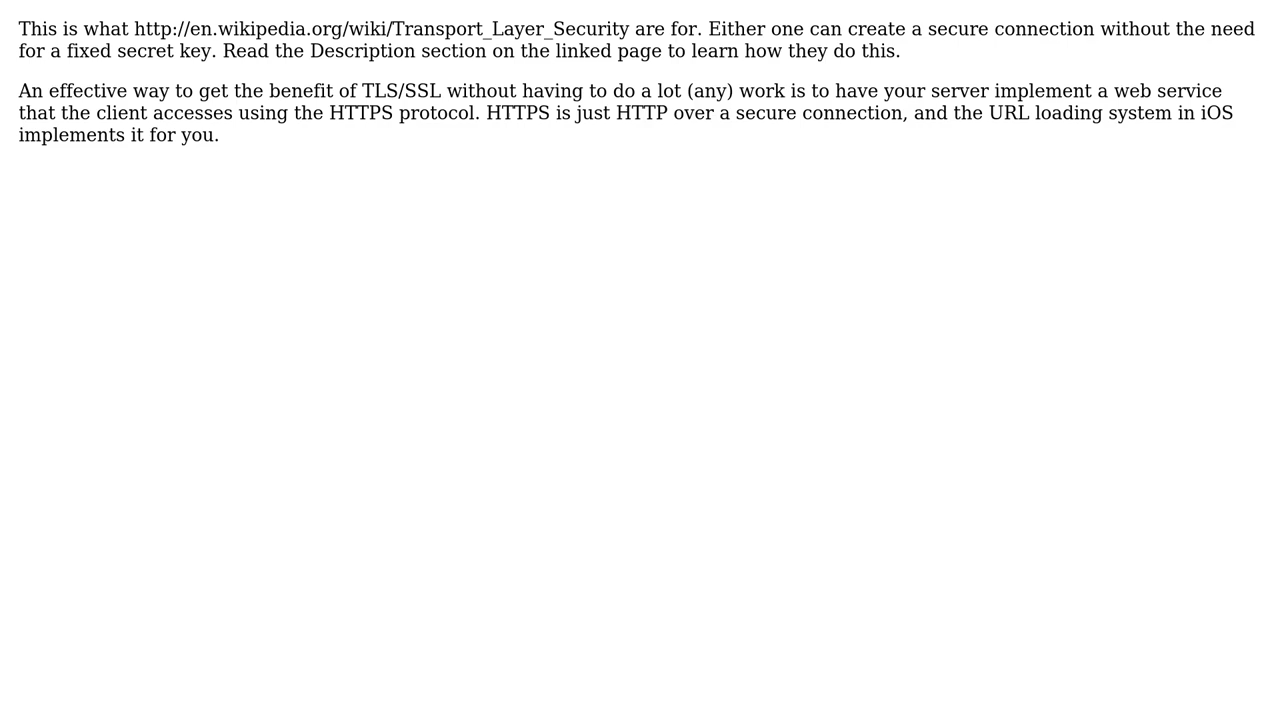 This is what http://en.wikipedia.org/wiki/Transport_Layer_Security are for. Either one can create a secure connection without the need
for a fixed secret key. Read the Description section on the linked page to learn how they do this.
An effective way to get the benefit of TLS/SSL without having to do a lot (any) work is to have your server implement a web service
that the client accesses using the HTTPS protocol. HTTPS is just HTTP over a secure connection, and the URL loading system in iOS
implements it for you.